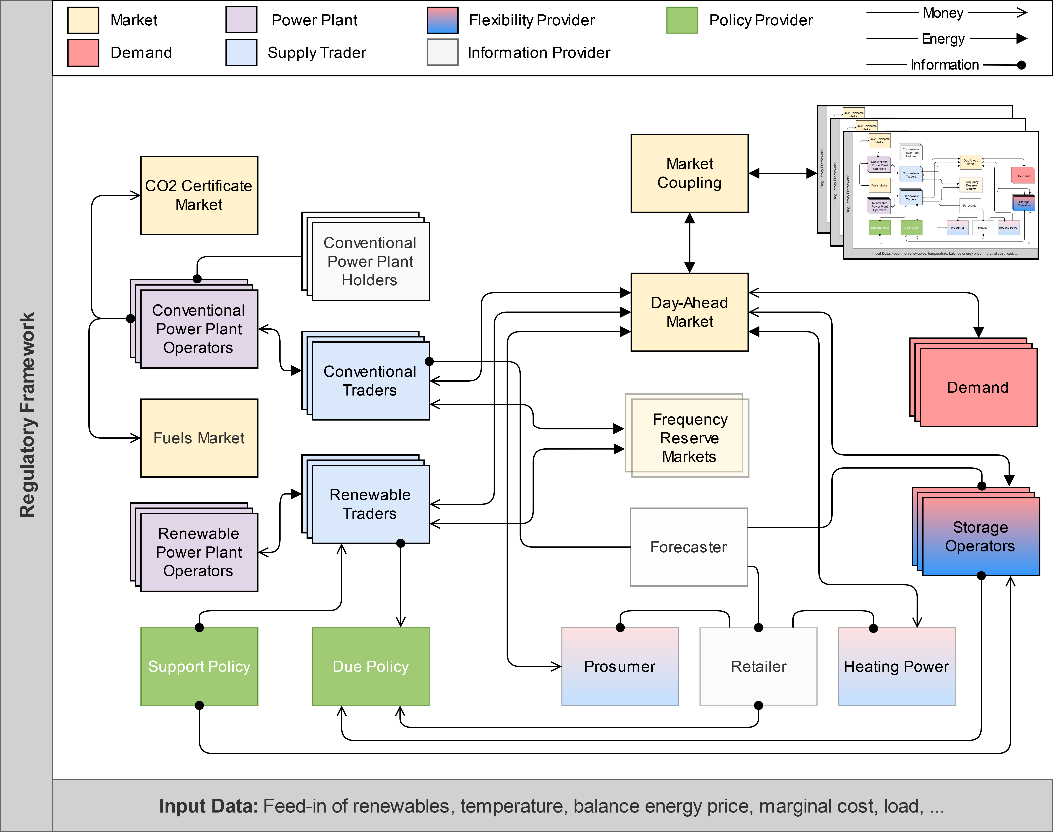 Market
Power Plant
Flexibility Provider
Policy Provider
Money
Demand
Supply Trader
Information Provider
Energy
Information
Regulatory Framework
CO2 Certificate
Market
Market
Coupling
Conventional
Power Plant
Holders
Conventional
Power Plant
Operators
Day-Ahead
Market
Conventional
Traders
Demand
Fuels Market
Frequency
Reserve
Markets
Renewable
Traders
Renewable
Power Plant
Operators
Forecaster
Storage
Operators
Support Policy
Due Policy
Prosumer
Retailer
Heating Power
Input Data: Feed-in of renewables, temperature, balance energy price, marginal cost, load, ...